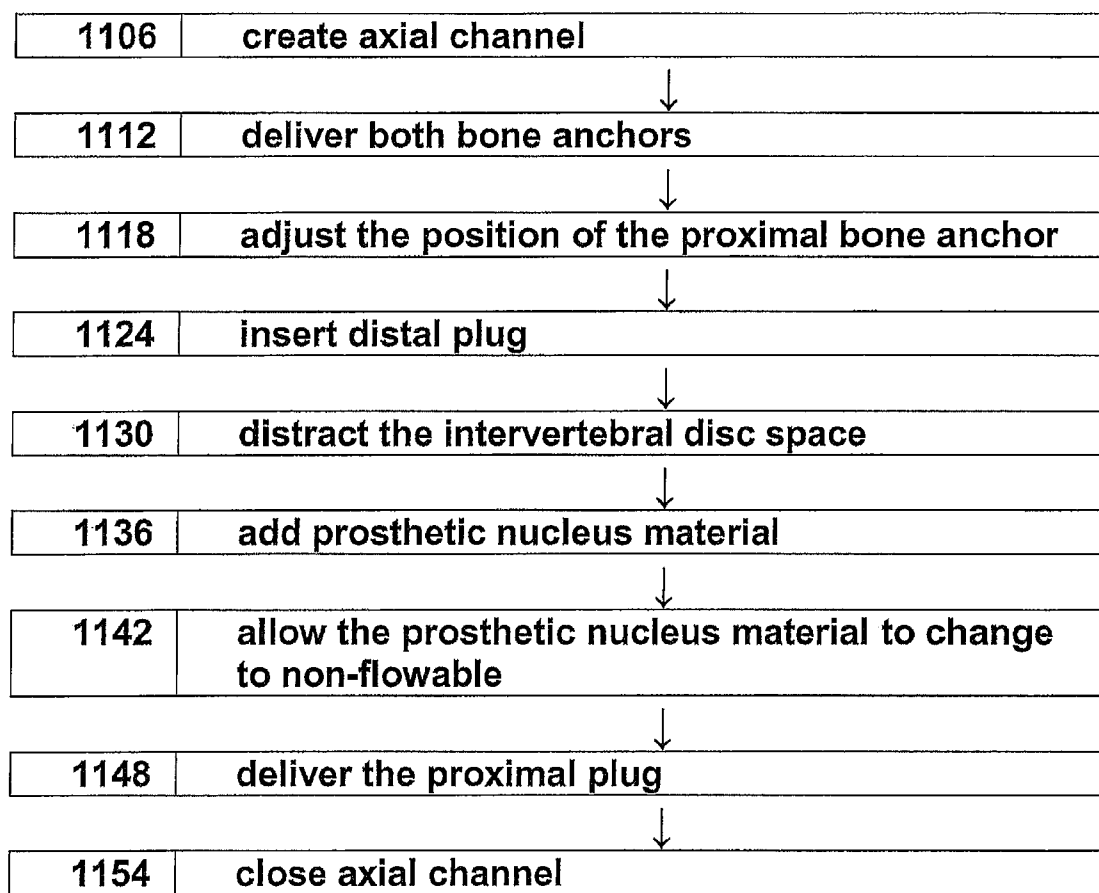 1106 create axial channel
1112 deliver both bone anchors
1118 adjust the position of the proximal bone anchor
1124 insert distal plug
1130 distract the intervertebral disc space
1136 add prosthetic nucleus material
1142 allow the prosthetic nucleus material to change
to non-flowable
1148 deliver the proximal plug
1154 close axial channel